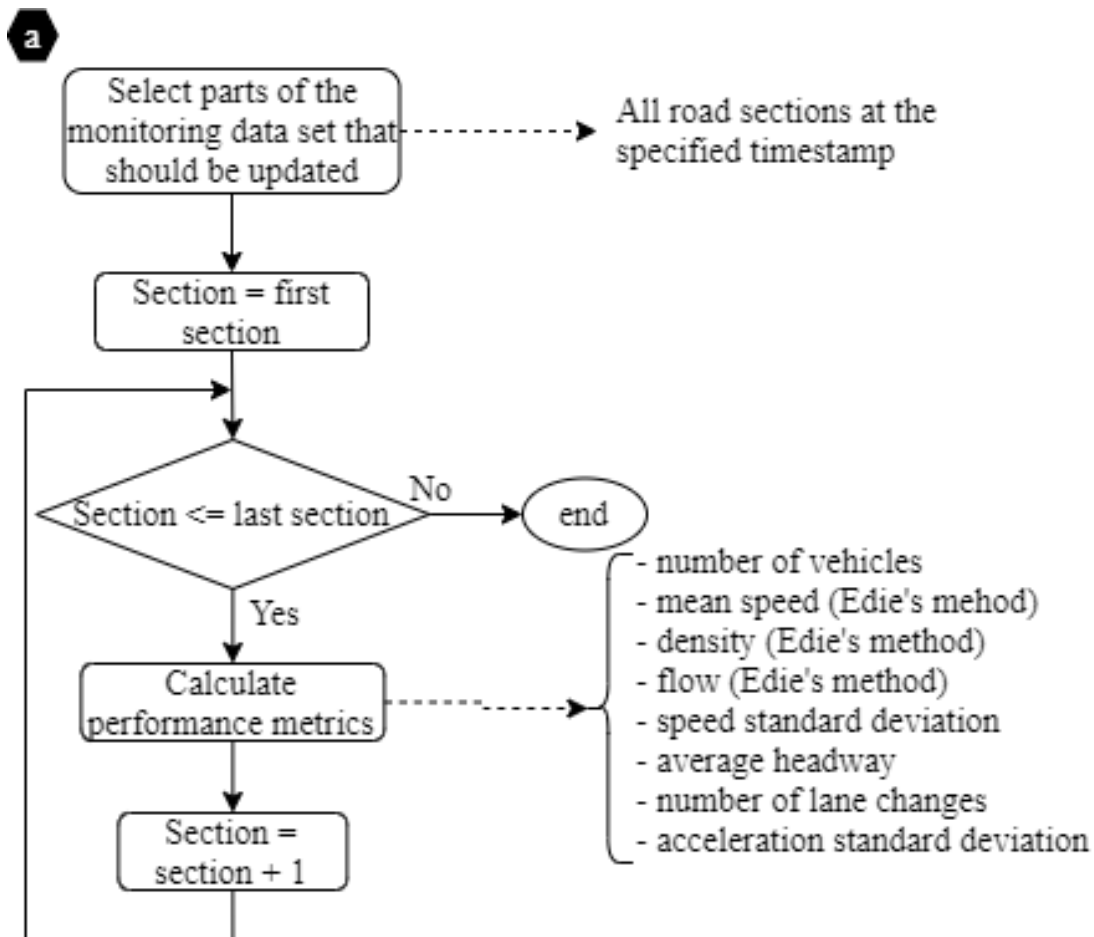 a
Select parts of the
monitoring data set that
should be updated
All road sections at the
specified timestamp
Section = first
section
Section <= last section
No
end
Yes
- number of vehicles
- mean speed (Edie's mehod)
- density (Edie's method)
- flow (Edie's method)
- speed standard deviation
- average headway
- number of lane changes
- acceleration standard deviation
Calculate
performance metrics
Section =
section + 1